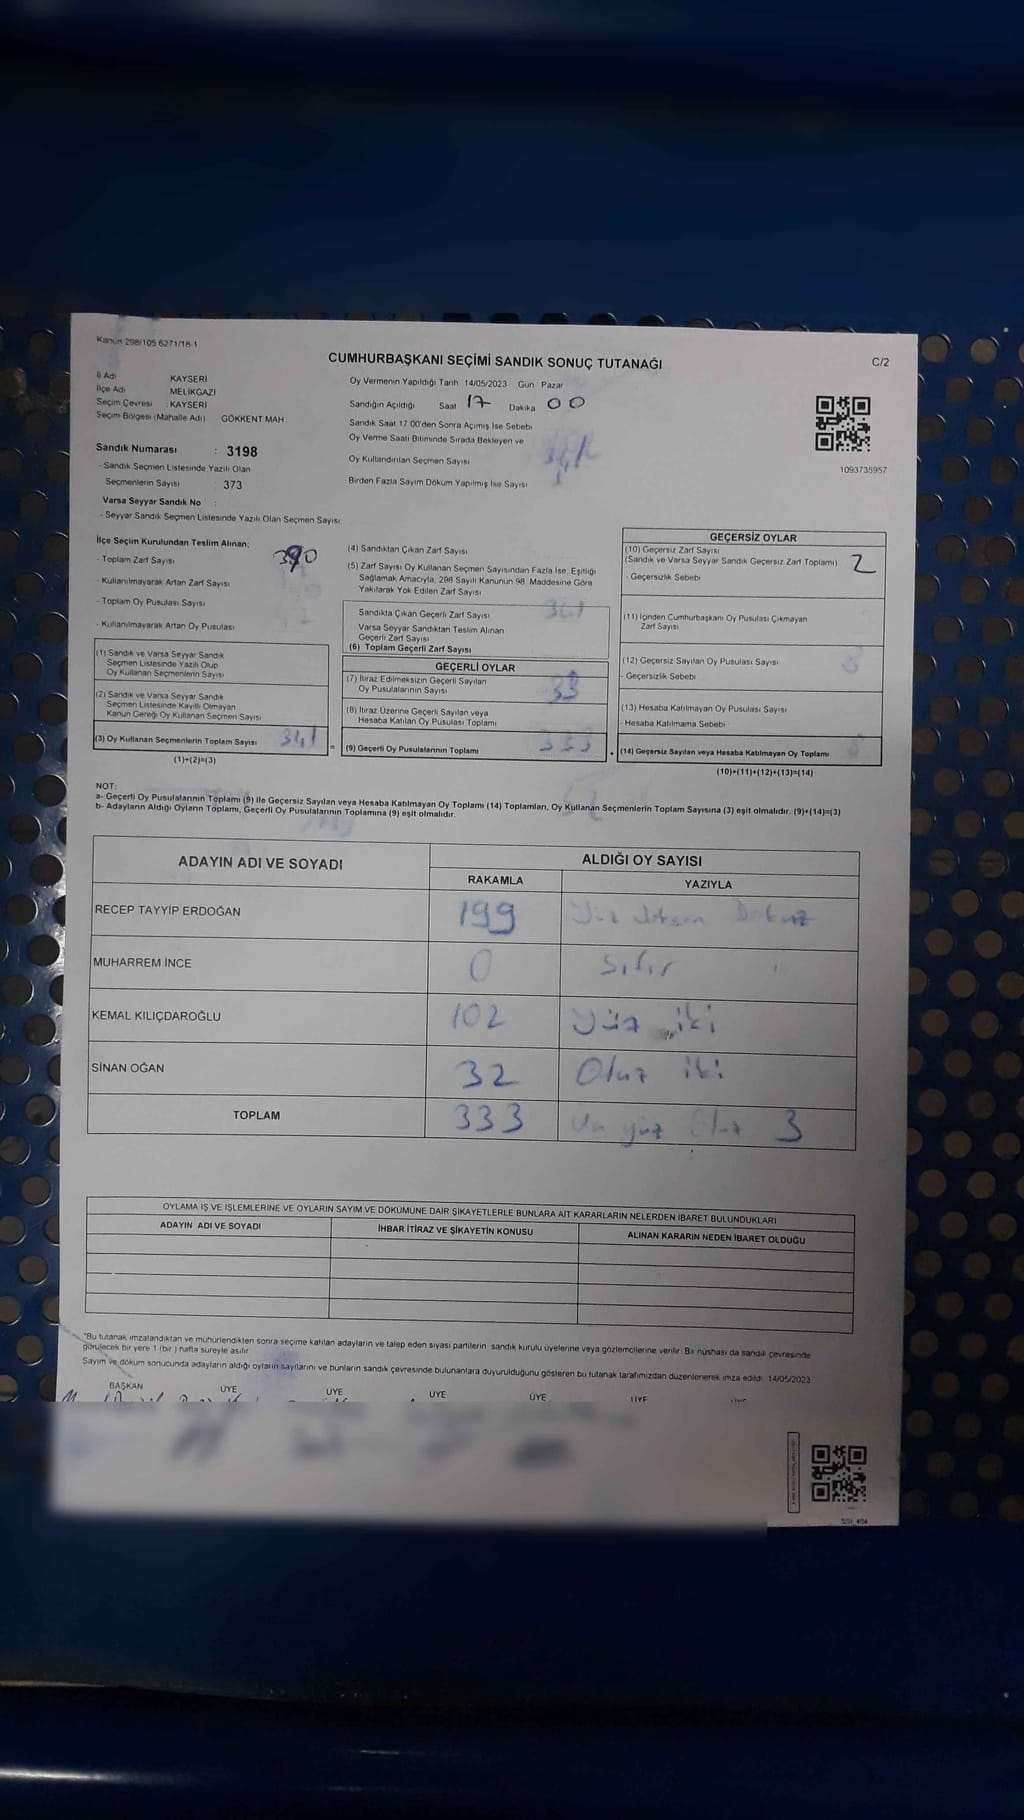 Kanun 298/105 6271/18-1
CUMHURBAŞKANI SEÇİMİ SANDIK SONUÇ TUTANAĞI
C/2
İl Adı KAYSERİ
İlçe Adı MELİKGAZİ
Seçim Çevresi : KAYSERİ
Seçim Bölgesi (Mahalle Adı) GÖKKENT MAH
Oy Vermenin Yapıldığı Tarih 14/05/2023 Gün Pazar
Sandığın Açıldığı Saat 17 Dakika 00
Sandık Saat 17:00'den Sonra Açımış İse Sebebi
Oy Verme Saati Bitiminde Sırada Bekleyen ve
Oy Kullandırılan Seçmen Sayısı
Birden Fazla Sayım Döküm Yapılmış İse Sayısı
1093735957
Sandık Numarası : 3198
- Sandık Seçmen Listesinde Yazılı Olan
Seçmenlerin Sayısı : 373
Varsa Seyyar Sandık No :
- Seyyar Sandık Seçmen Listesinde Yazılı Olan Seçmen Sayısı:
İlçe Seçim Kurulundan Teslim Alınan;
- Toplam Zarf Sayısı
- Kullanılmayarak Artan Zarf Sayısı
- Toplam Oy Pusulası Sayısı
- Kullanılmayarak Artan Oy Pusulası
(1) Sandık ve Varsa Seyyar Sandık
Seçmen Listesinde Yazılı Olup
Oy Kullanan Seçmenlerin Sayısı
(2) Sandık ve Varsa Seyyar Sandık
Seçmen Listesinde Kayıtlı Olmayan
Kanun Gereği Oy Kullanan Seçmen Sayısı
(3) Oy Kullanan Seçmenlerin Toplam Sayısı 341
(1)+(2)=(3)
(4) Sandıktan Çıkan Zarf Sayısı
(5) Zarf Sayısı Oy Kullanan Seçmen Sayısından Fazla İse, Eşitliği
Sağlamak Amacıyla, 298 Sayılı Kanunun 98. Maddesine Göre
Yakılarak Yok Edilen Zarf Sayısı
Sandıkta Çıkan Geçerli Zarf Sayısı 341
Varsa Seyyar Sandıktan Teslim Alınan
Geçerli Zarf Sayısı
(6) Toplam Geçerli Zarf Sayısı
GEÇERLİ OYLAR
(7) İtiraz Edilmeksizin Geçerli Sayılan
Oy Pusulalarının Sayısı
(8) İtiraz Üzerine Geçerli Sayılan veya
Hesaba Katılan Oy Pusulası Toplamı
= (9) Geçerli Oy Pusulalarının Toplamı 333
GEÇERSİZ OYLAR
(10) Geçersiz Zarf Sayısı
(Sandık ve Varsa Seyyar Sandık Geçersiz Zarf Toplamı) 2
- Geçersizlik Sebebi
(11) İçinden Cumhurbaşkanı Oy Pusulası Çıkmayan
Zarf Sayısı
(12) Geçersiz Sayılan Oy Pusulası Sayısı
- Geçersizlik Sebebi
(13) Hesaba Katılmayan Oy Pusulası Sayısı
- Hesaba Katılmama Sebebi
+ (14) Geçersiz Sayılan veya Hesaba Katılmayan Oy Toplamı
(10)+(11)+(12)+(13)=(14)
NOT:
a- Geçerli Oy Pusulalarının Toplamı (9) ile Geçersiz Sayılan veya Hesaba Katılmayan Oy Toplamı (14) Toplamları, Oy Kullanan Seçmenlerin Toplam Sayısına (3) eşit olmalıdır. (9)+(14)=(3)
b- Adayların Aldığı Oyların Toplamı, Geçerli Oy Pusulalarının Toplamına (9) eşit olmalıdır.
ADAYIN ADI VE SOYADI ALDIĞI OY SAYISI
RAKAMLA YAZIYLA
RECEP TAYYİP ERDOĞAN 199 Yüz Doksan Dokuz
MUHARREM İNCE 0 Sıfır
KEMAL KILIÇDAROĞLU 102 Yüz iki
SİNAN OĞAN 32 Otuz iki
TOPLAM 333 yüz Otuz 3
OYLAMA İŞ VE İŞLEMLERİNE VE OYLARIN SAYIM VE DÖKÜMÜNE DAİR ŞİKAYETLERLE BUNLARA AİT KARARLARIN NELERDEN İBARET BULUNDUKLARI
ADAYIN ADI VE SOYADI İHBAR İTİRAZ VE ŞİKAYETİN KONUSU ALINAN KARARIN NEDEN İBARET OLDUĞU
*Bu tutanak imzalandıktan ve mühürlendikten sonra seçime katılan adayların ve talep eden siyasi partilerin sandık kurulu üyelerine veya gözlemcilerine verilir. Bir nüshası da sandık çevresinde
görülecek bir yere 1 (bir ) hafta süreyle asılır
Sayım ve döküm sonucunda adayların aldığı oyların sayılarını ve bunların sandık çevresinde bulunanlara duyurulduğunu gösteren bu tutanak tarafımızdan düzenlenerek imza edildi. 14/05/2023
BAŞKAN ÜYE ÜYE ÜYE ÜYE ÜYE